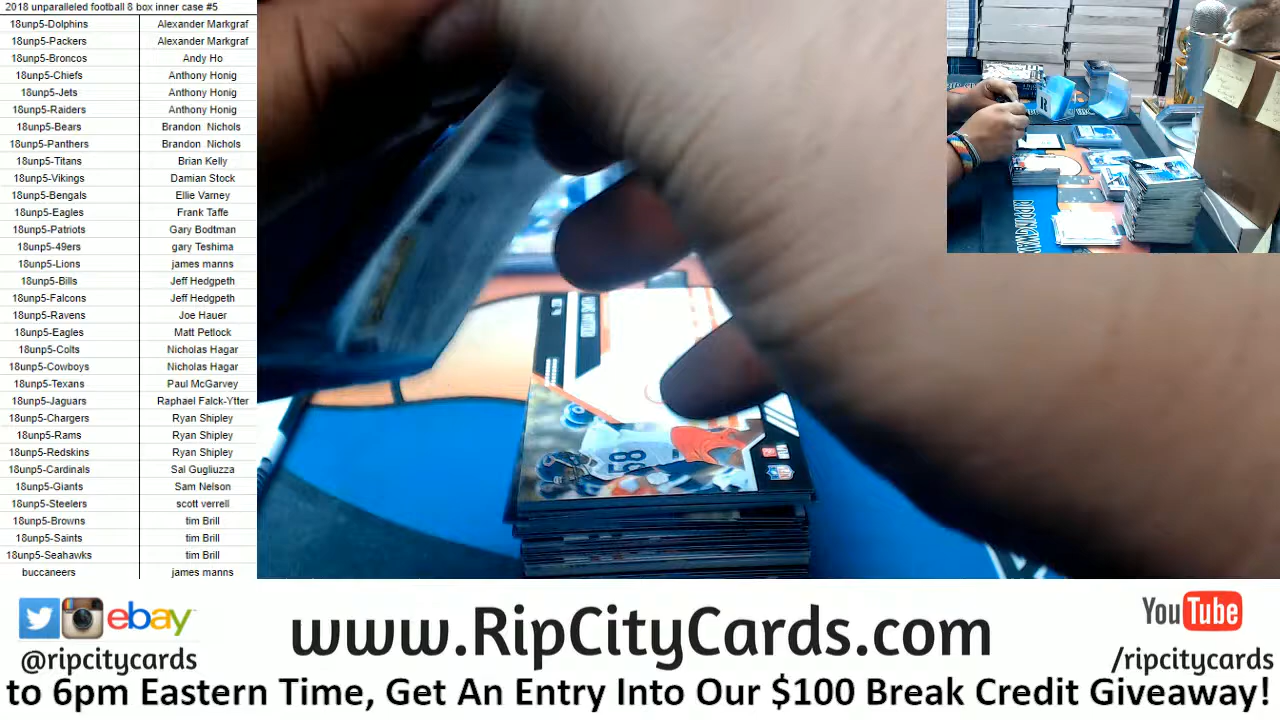 2018 unparalleled football 8 box inner case #5
18unp5-Dolphins Alexander Markgraf
18unp5-Packers Alexander Markgraf
18unp5-Broncos Andy Ho
18unp5-Chiefs Anthony Honig
18unp5-Jets Anthony Honig
18unp5-Raiders Anthony Honig
18unp5-Bears Brandon Nichols
18unp5-Panthers Brandon Nichols
18unp5-Titans Brian Kelly
18unp5-Vikings Damian Stock
18unp5-Bengals Ellie Varney
18unp5-Eagles Frank Taffe
18unp5-Patriots Gary Bodtman
18unp5-49ers gary Teshima
18unp5-Lions james manns
18unp5-Bills Jeff Hedgpeth
18unp5-Falcons Jeff Hedgpeth
18unp5-Ravens Joe Hauer
18unp5-Eagles Matt Petlock
18unp5-Colts Nicholas Hagar
18unp5-Cowboys Nicholas Hagar
18unp5-Texans Paul McGarvey
18unp5-Jaguars Raphael Falck-Ytter
18unp5-Chargers Ryan Shipley
18unp5-Rams Ryan Shipley
18unp5-Redskins Ryan Shipley
18unp5-Cardinals Sal Gugliuzza
18unp5-Giants Sam Nelson
18unp5-Steelers scott verrell
18unp5-Browns tim Brill
18unp5-Saints tim Brill
18unp5-Seahawks tim Brill
buccaneers james manns
58
NFL
ebay
@ripcitycards
www.RipCityCards.com
YouTube
/ripcitycards
to 6pm Eastern Time, Get An Entry Into Our $100 Break Credit Giveaway!